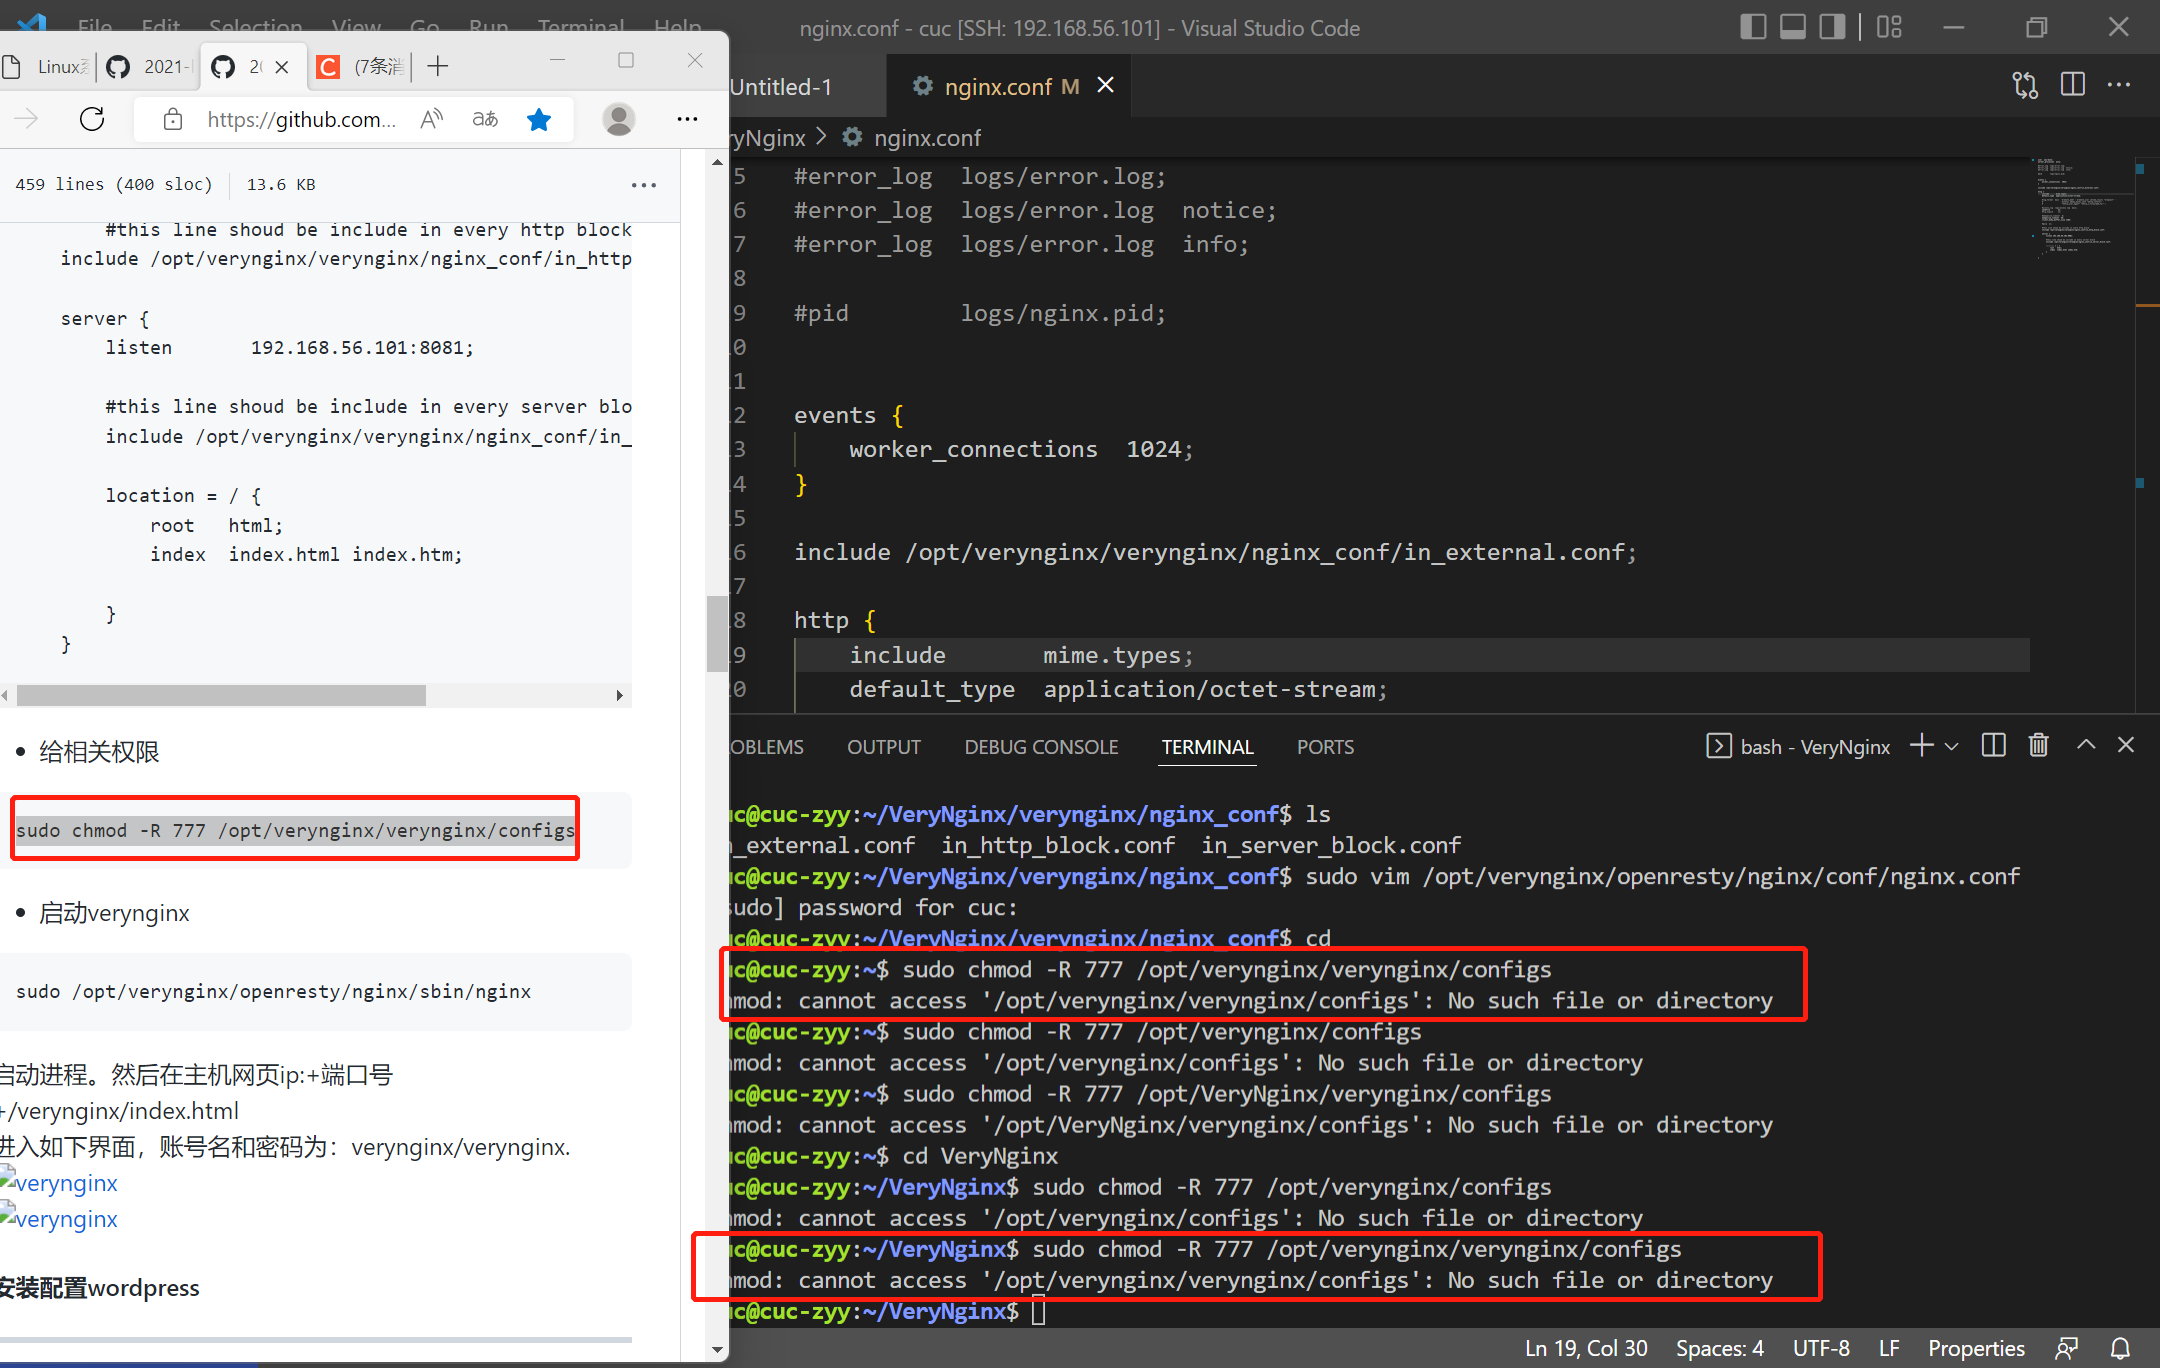 File Edit Selection View Go Run Terminal Help
nginx.conf - cuc [SSH: 192.168.56.101] - Visual Studio Code
Linux 2021- (7条消
https://github.com...
Untitled-1
nginx.conf M
ryNginx > nginx.conf
459 lines (400 sloc) 13.6 KB
#this line shoud be include in every http block
include /opt/verynginx/verynginx/nginx_conf/in_http
server {
listen 192.168.56.101:8081;
#this line shoud be include in every server blo
include /opt/verynginx/verynginx/nginx_conf/in_
location = / {
root html;
index index.html index.htm;
}
}
给相关权限
sudo chmod -R 777 /opt/verynginx/verynginx/configs
启动verynginx
sudo /opt/verynginx/openresty/nginx/sbin/nginx
启动进程。然后在主机网页ip:+端口号
+/verynginx/index.html
进入如下界面，账号名和密码为：verynginx/verynginx.
verynginx
verynginx
安装配置wordpress
5 #error_log logs/error.log;
6 #error_log logs/error.log notice;
7 #error_log logs/error.log info;
8
9 #pid logs/nginx.pid;
0
1
2 events {
3 worker_connections 1024;
4 }
5
6 include /opt/verynginx/verynginx/nginx_conf/in_external.conf;
7
8 http {
9 include mime.types;
0 default_type application/octet-stream;
OBLEMS OUTPUT DEBUG CONSOLE TERMINAL PORTS
bash - VeryNginx
uc@cuc-zyy:~/VeryNginx/verynginx/nginx_conf$ ls
n_external.conf in_http_block.conf in_server_block.conf
uc@cuc-zyy:~/VeryNginx/verynginx/nginx_conf$ sudo vim /opt/verynginx/openresty/nginx/conf/nginx.conf
sudo] password for cuc:
uc@cuc-zyy:~/VeryNginx/verynginx/nginx_conf$ cd
uc@cuc-zyy:~$ sudo chmod -R 777 /opt/verynginx/verynginx/configs
hmod: cannot access '/opt/verynginx/verynginx/configs': No such file or directory
uc@cuc-zyy:~$ sudo chmod -R 777 /opt/verynginx/configs
hmod: cannot access '/opt/verynginx/configs': No such file or directory
uc@cuc-zyy:~$ sudo chmod -R 777 /opt/VeryNginx/verynginx/configs
hmod: cannot access '/opt/VeryNginx/verynginx/configs': No such file or directory
uc@cuc-zyy:~$ cd VeryNginx
uc@cuc-zyy:~/VeryNginx$ sudo chmod -R 777 /opt/verynginx/configs
hmod: cannot access '/opt/verynginx/configs': No such file or directory
uc@cuc-zyy:~/VeryNginx$ sudo chmod -R 777 /opt/verynginx/verynginx/configs
hmod: cannot access '/opt/verynginx/verynginx/configs': No such file or directory
uc@cuc-zyy:~/VeryNginx$
Ln 19, Col 30 Spaces: 4 UTF-8 LF Properties